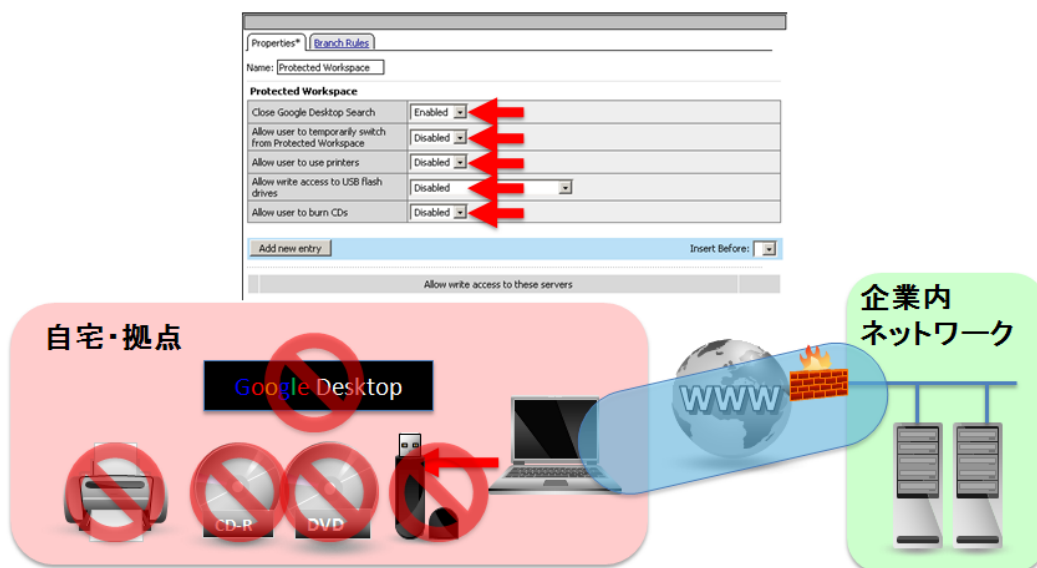 Properties* Branch Rules
Name: Protected Workspace
Protected Workspace
Close Google Desktop Search Enabled
Allow user to temporarily switch
from Protected Workspace Disabled
Allow user to use printers Disabled
Allow write access to USB flash
drives Disabled
Allow user to burn CDs Disabled
Add new entry Insert Before:
Allow write access to these servers
自宅・拠点
企業内
ネットワーク
Google Desktop
WWW
CD-R
DVD